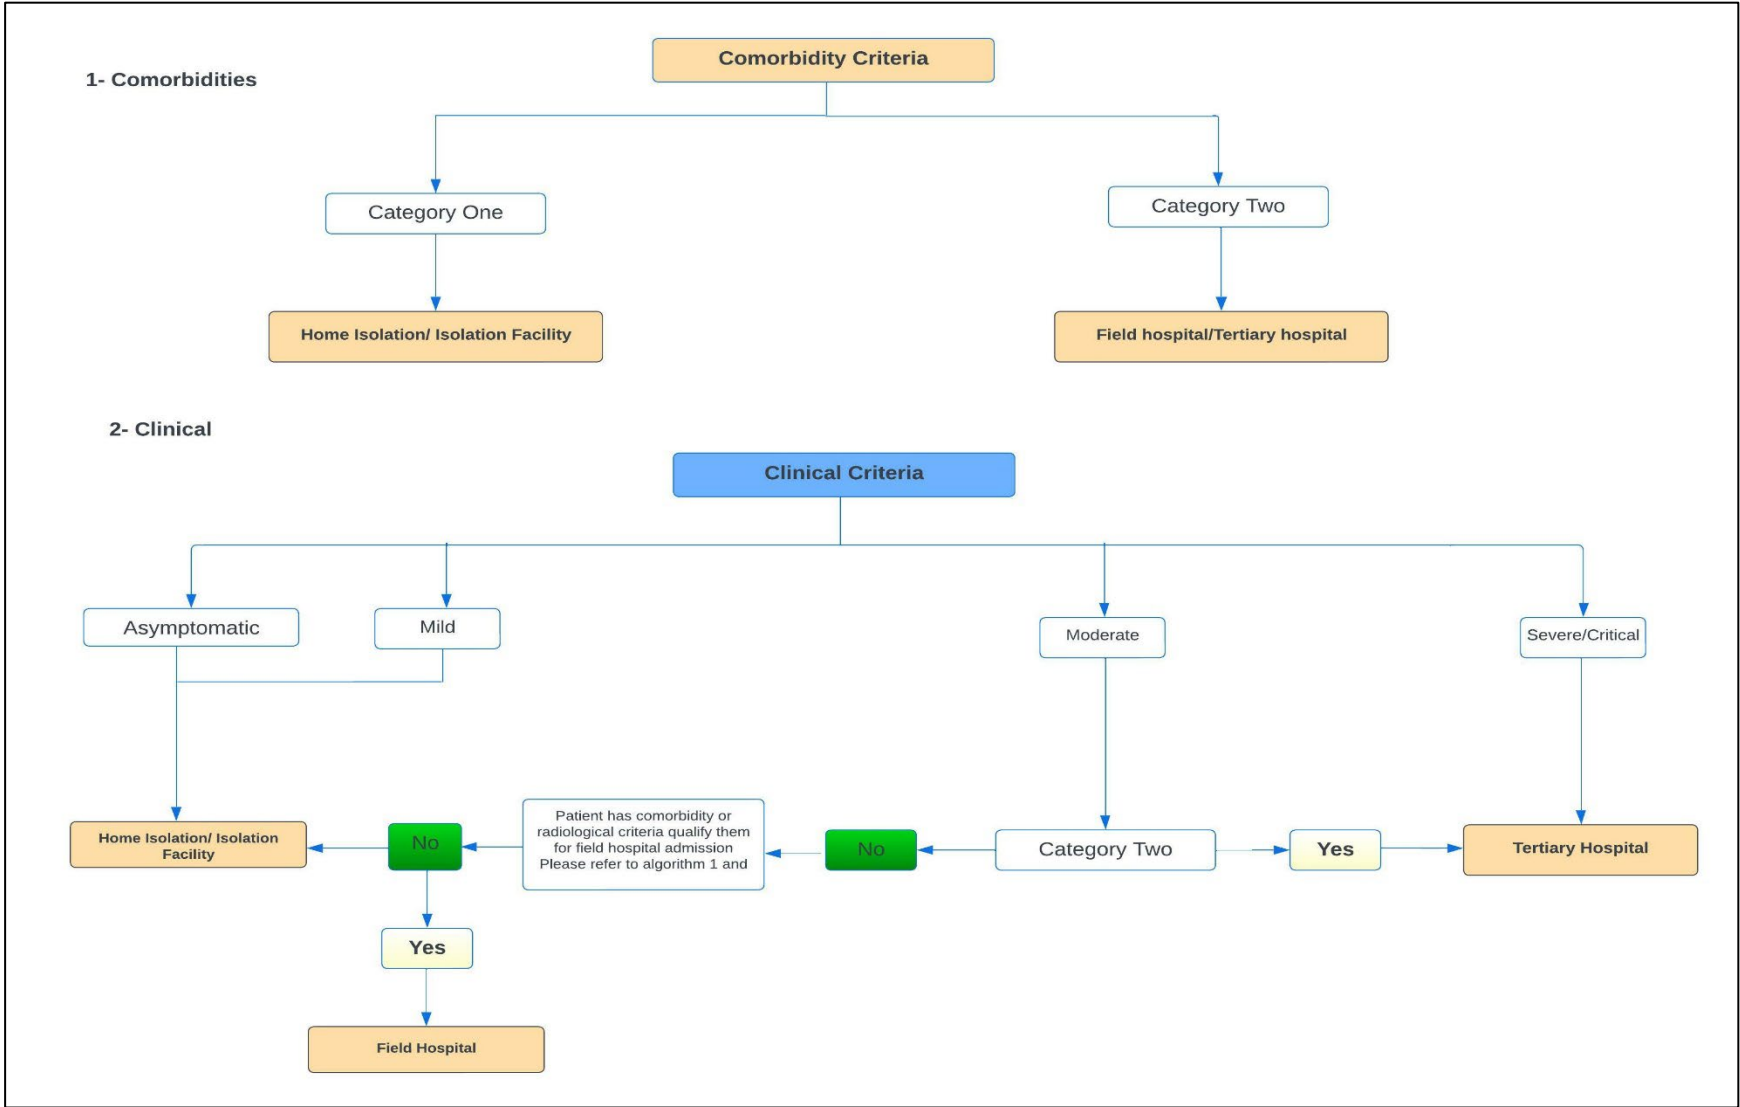 Comorbidity Criteria
1- Comorbidities
Category One
Category Two
Home Isolation/ Isolation Facility
Field hospital/Tertiary hospital
2- Clinical
Clinical Criteria
Asymptomatic
Mild
Moderate
Severe/Critical
Home Isolation/ Isolation
Facility
No
Patient has comorbidity or
radiological criteria qualify them
for field hospital admission
Please refer to algorithm 1 and
No
Category Two
Yes
Tertiary Hospital
Yes
Field Hospital